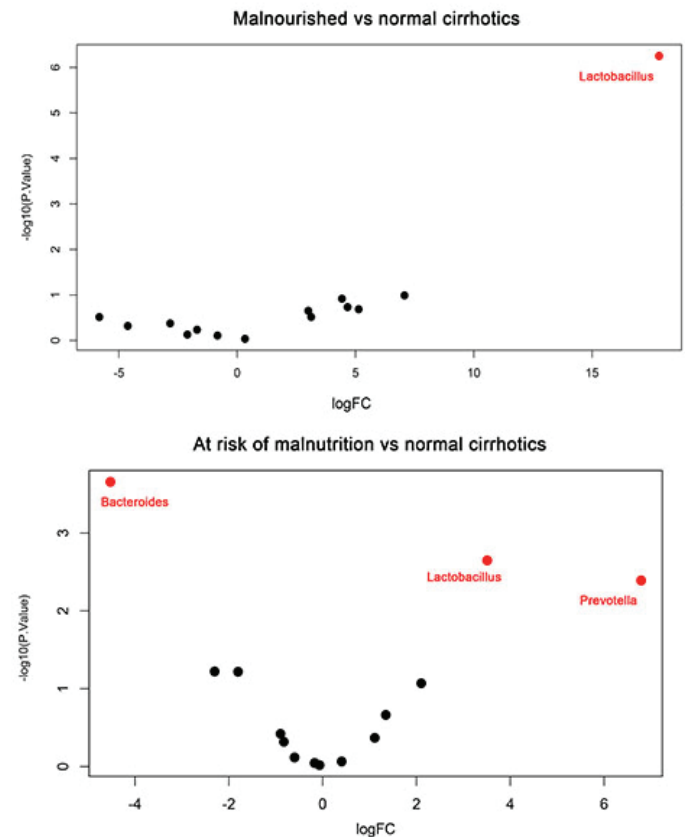 Malnourished vs normal cirrhotics
6
5
4
3
2
1
0
-log10(P.Value)
Lactobacillus
-5 0 5 10 15
logFC
At risk of malnutrition vs normal cirrhotics
3
2
1
0
-log10(P.Value)
Bacteroides
Lactobacillus
Prevotella
-4 -2 0 2 4 6
logFC